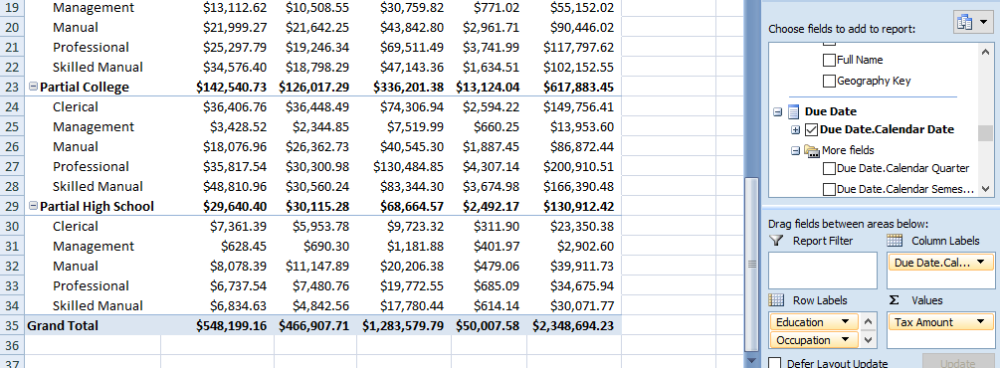 19 Management $13,112.62 $10,508.55 $30,759.82 $771.02 $55,152.02
20 Manual $21,999.27 $21,642.25 $43,842.80 $2,961.71 $90,446.02
21 Professional $25,297.79 $19,246.34 $69,511.49 $3,741.99 $117,797.62
22 Skilled Manual $34,576.40 $18,798.29 $47,143.36 $1,634.51 $102,152.55
23 Partial College $142,540.73 $126,017.29 $336,201.38 $13,124.04 $617,883.45
24 Clerical $36,406.76 $36,448.49 $74,306.94 $2,594.22 $149,756.41
25 Management $3,428.52 $2,344.85 $7,519.99 $660.25 $13,953.60
26 Manual $18,076.96 $26,362.73 $40,545.30 $1,887.45 $86,872.44
27 Professional $35,817.54 $30,300.98 $130,484.85 $4,307.14 $200,910.51
28 Skilled Manual $48,810.96 $30,560.24 $83,344.30 $3,674.98 $166,390.48
29 Partial High School $29,640.40 $30,115.28 $68,664.57 $2,492.17 $130,912.42
30 Clerical $7,361.39 $5,953.78 $9,723.32 $311.90 $23,350.38
31 Management $628.45 $690.30 $1,181.88 $401.97 $2,902.60
32 Manual $8,078.39 $11,147.89 $20,206.38 $479.06 $39,911.73
33 Professional $6,737.54 $7,480.76 $19,772.55 $685.09 $34,675.94
34 Skilled Manual $6,834.63 $4,842.56 $17,780.44 $614.14 $30,071.77
35 Grand Total $548,199.16 $466,907.71 $1,283,579.79 $50,007.58 $2,348,694.23
36
37
Choose fields to add to report:
Full Name
Geography Key
Due Date
Due Date.Calendar Date
More fields
Due Date.Calendar Quarter
Due Date.Calendar Semes...
Drag fields between areas below:
Report Filter Column Labels
Due Date.Cal...
Row Labels Σ Values
Education Tax Amount
Occupation
Defer Layout Update Update